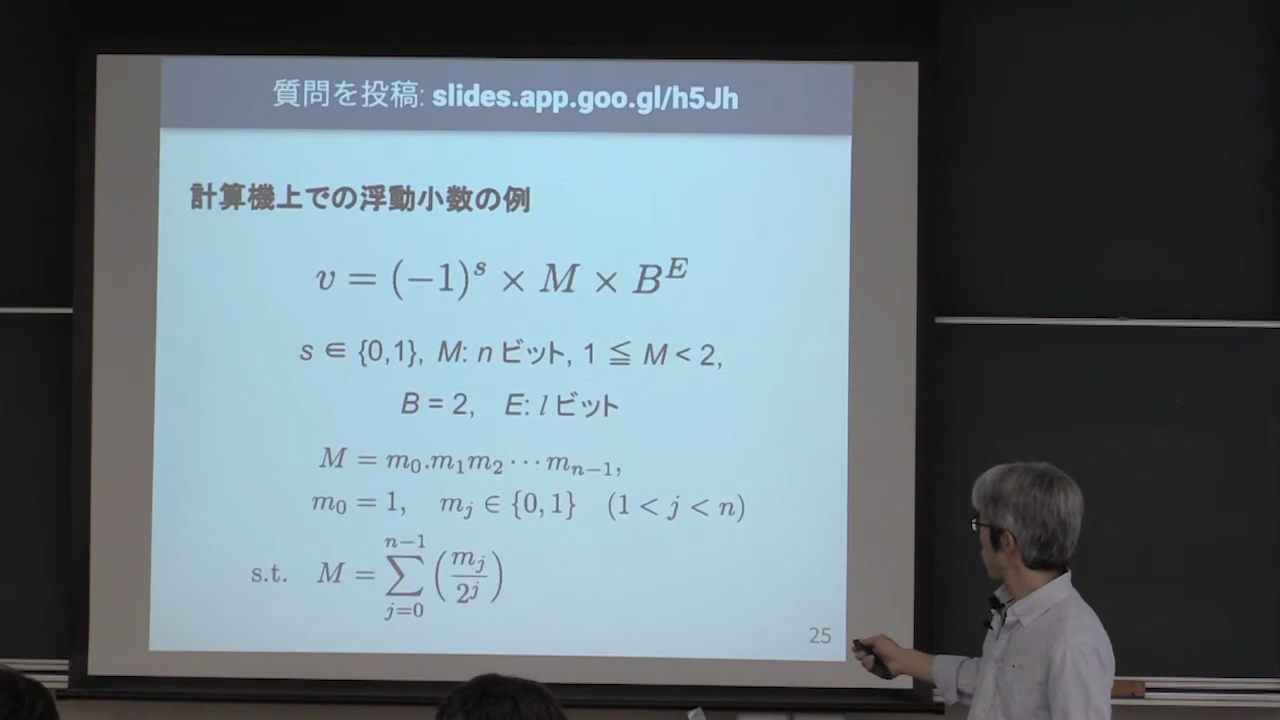 質問を投稿: slides.app.goo.gl/h5Jh
計算機上での浮動小数の例
v = (−1)^s × M × B^E
s ∈ {0,1}, M: n ビット, 1 ≦ M < 2,
B = 2, E: l ビット
M = m_0.m_1m_2 ⋯ m_{n−1},
m_0 = 1, m_j ∈ {0,1} (1 < j < n)
s.t. M = ∑_{j=0}^{n−1} (m_j/2^j)
25